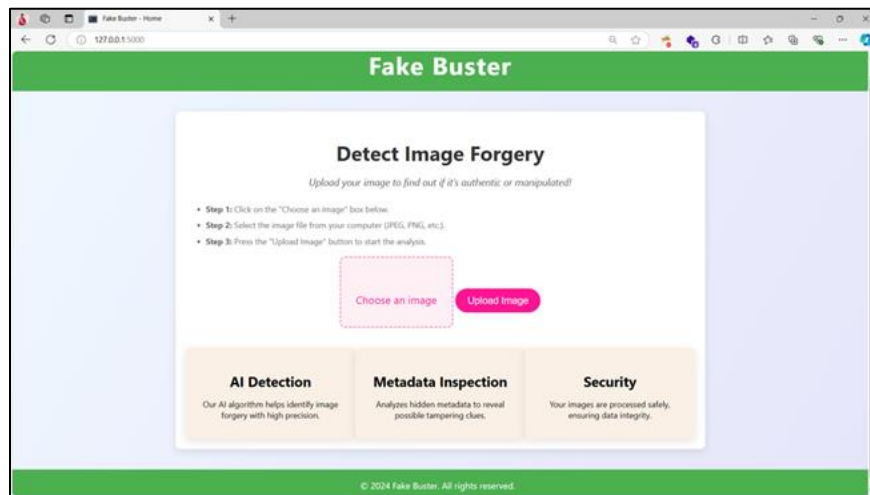 Fake Buster - Home
127.0.0.1:5000
Fake Buster
Detect Image Forgery
Upload your image to find out if it's authentic or manipulated!
• Step 1: Click on the "Choose an Image" box below.
• Step 2: Select the image file from your computer (JPEG, PNG, etc.).
• Step 3: Press the "Upload Image" button to start the analysis.
Choose an image
Upload Image
AI Detection
Our AI algorithm helps identify image
forgery with high precision.
Metadata Inspection
Analyzes hidden metadata to reveal
possible tampering clues.
Security
Your images are processed safely,
ensuring data integrity.
© 2024 Fake Buster. All rights reserved.